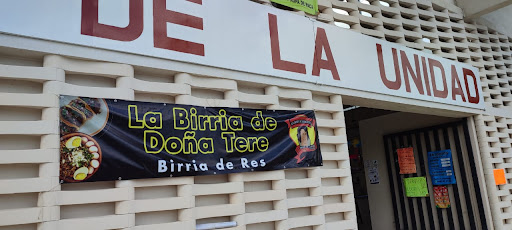 DE LA UNIDAD
La Birria de
Doña Tere
Birria de Res